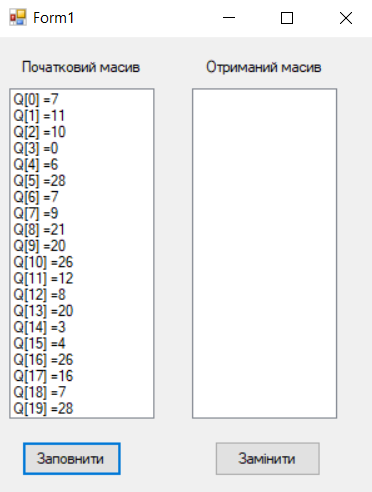 Form1
Початковий масив
Отриманий масив
Q[0] =7
Q[1] =11
Q[2] =10
Q[3] =0
Q[4] =6
Q[5] =28
Q[6] =7
Q[7] =9
Q[8] =21
Q[9] =20
Q[10] =26
Q[11] =12
Q[12] =8
Q[13] =20
Q[14] =3
Q[15] =4
Q[16] =26
Q[17] =16
Q[18] =7
Q[19] =28
Заповнити
Замінити